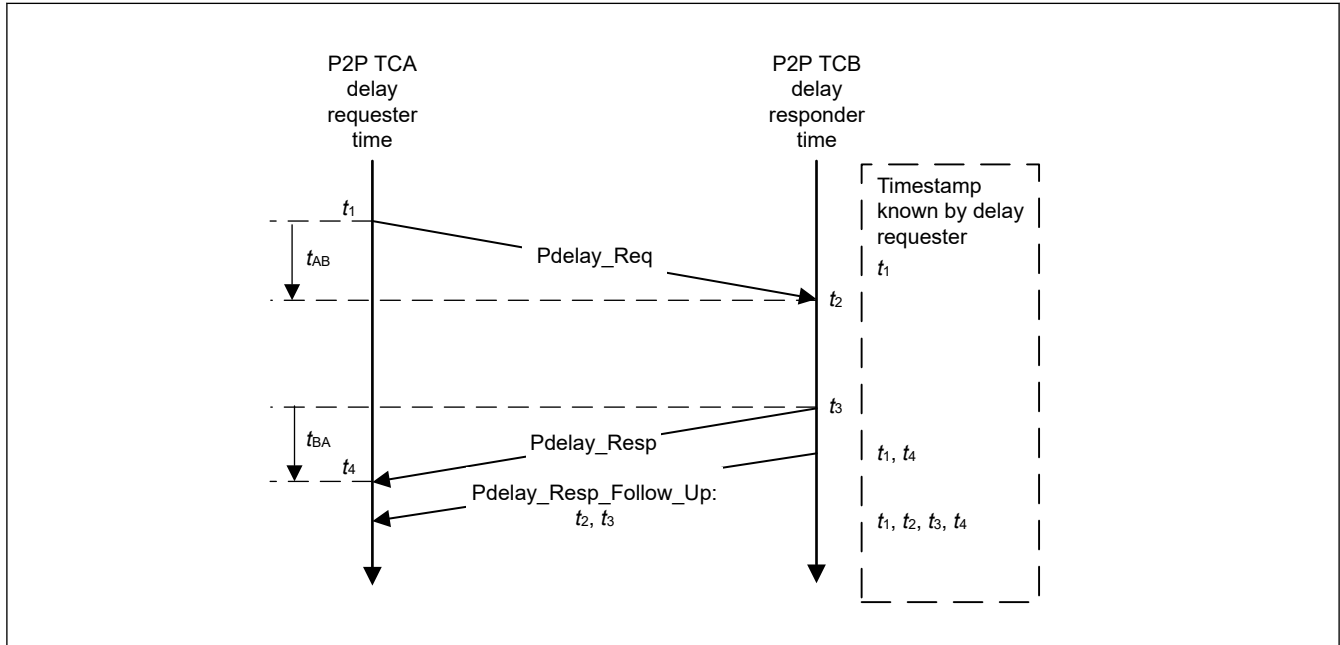 P2P TCA
delay
requester
time
P2P TCB
delay
responder
time
Timestamp
known by delay
requester
t1
t1
tAB
Pdelay_Req
t2
t3
tBA
Pdelay_Resp
t4
t1, t4
Pdelay_Resp_Follow_Up:
t2, t3
t1, t2, t3, t4